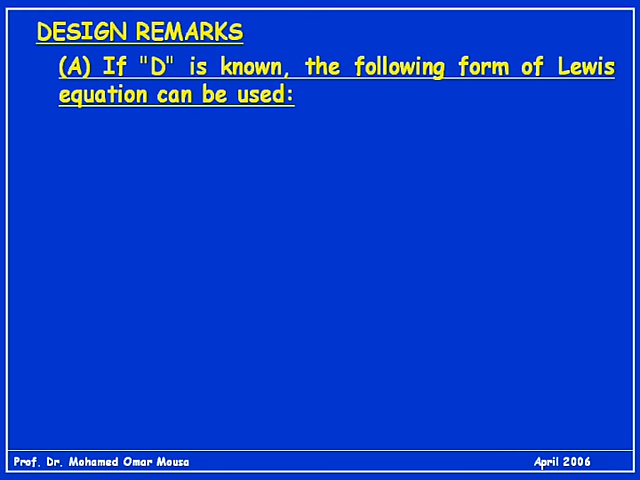 DESIGN REMARKS
(A) If "D" is known, the following form of Lewis
equation can be used:
Prof. Dr. Mohamed Omar Mousa
April 2006